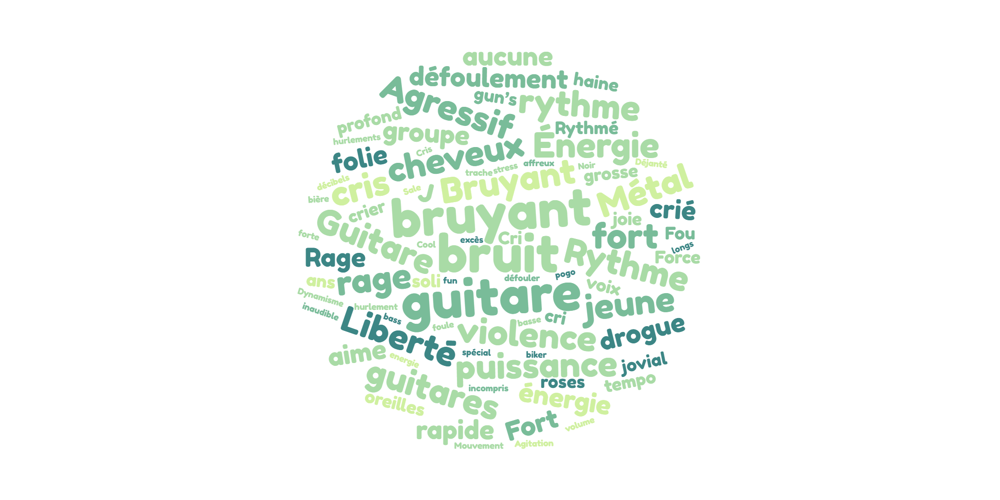 aucune
défoulement
haine
Agressif
gun's
rythme
profond
groupe
Rythmé
hurlements
Énergie
folie
Cris
cheveux
affreux
Noir
Déjanté
trache
stress
grosse
décibels
cris
Sale
J
Bruyant
Métal
bière
crier
bruyant
crié
joie
Guitare
forte
Cool
excès
Cri
fort
Fou
longs
Rage
bruit
Rythme
Force
ans
rage
soli
fun
défouler
pogo
voix
Dynamisme
inaudible
hurlement
bass
guitare
jeune
Liberté
foule
basse
cri
violence
drogue
aime
energie
spécial
biker
puissance
jovial
guitares
incompris
roses
tempo
oreilles
énergie
rapide
Fort
volume
Mouvement
Agitation